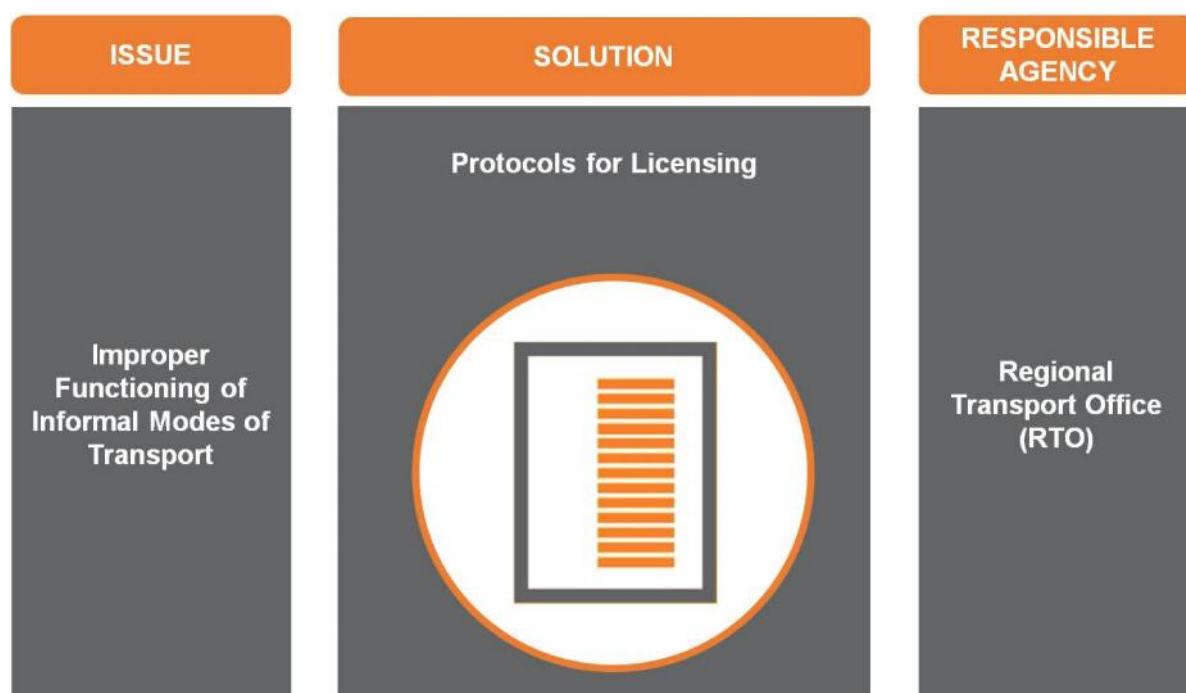 ISSUE
SOLUTION
RESPONSIBLE
AGENCY
Improper
Functioning of
Informal Modes of
Transport
Protocols for Licensing
Regional
Transport Office
(RTO)